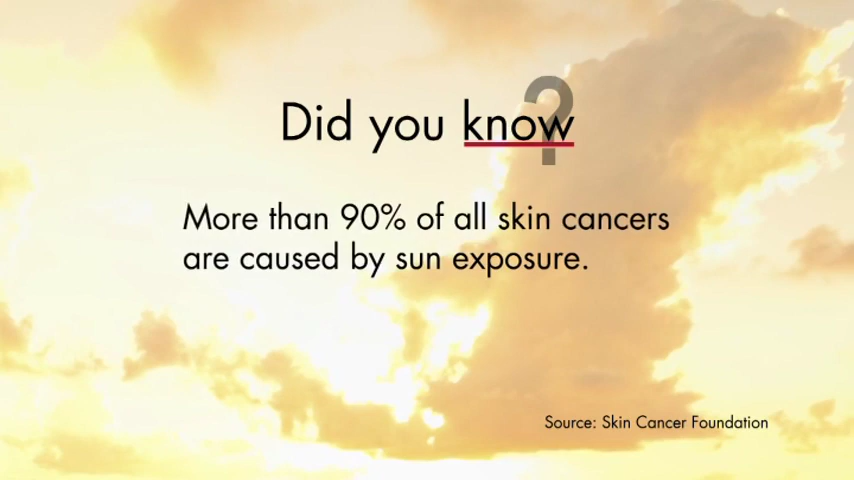 Did you know?
More than 90% of all skin cancers
are caused by sun exposure.
Source: Skin Cancer Foundation